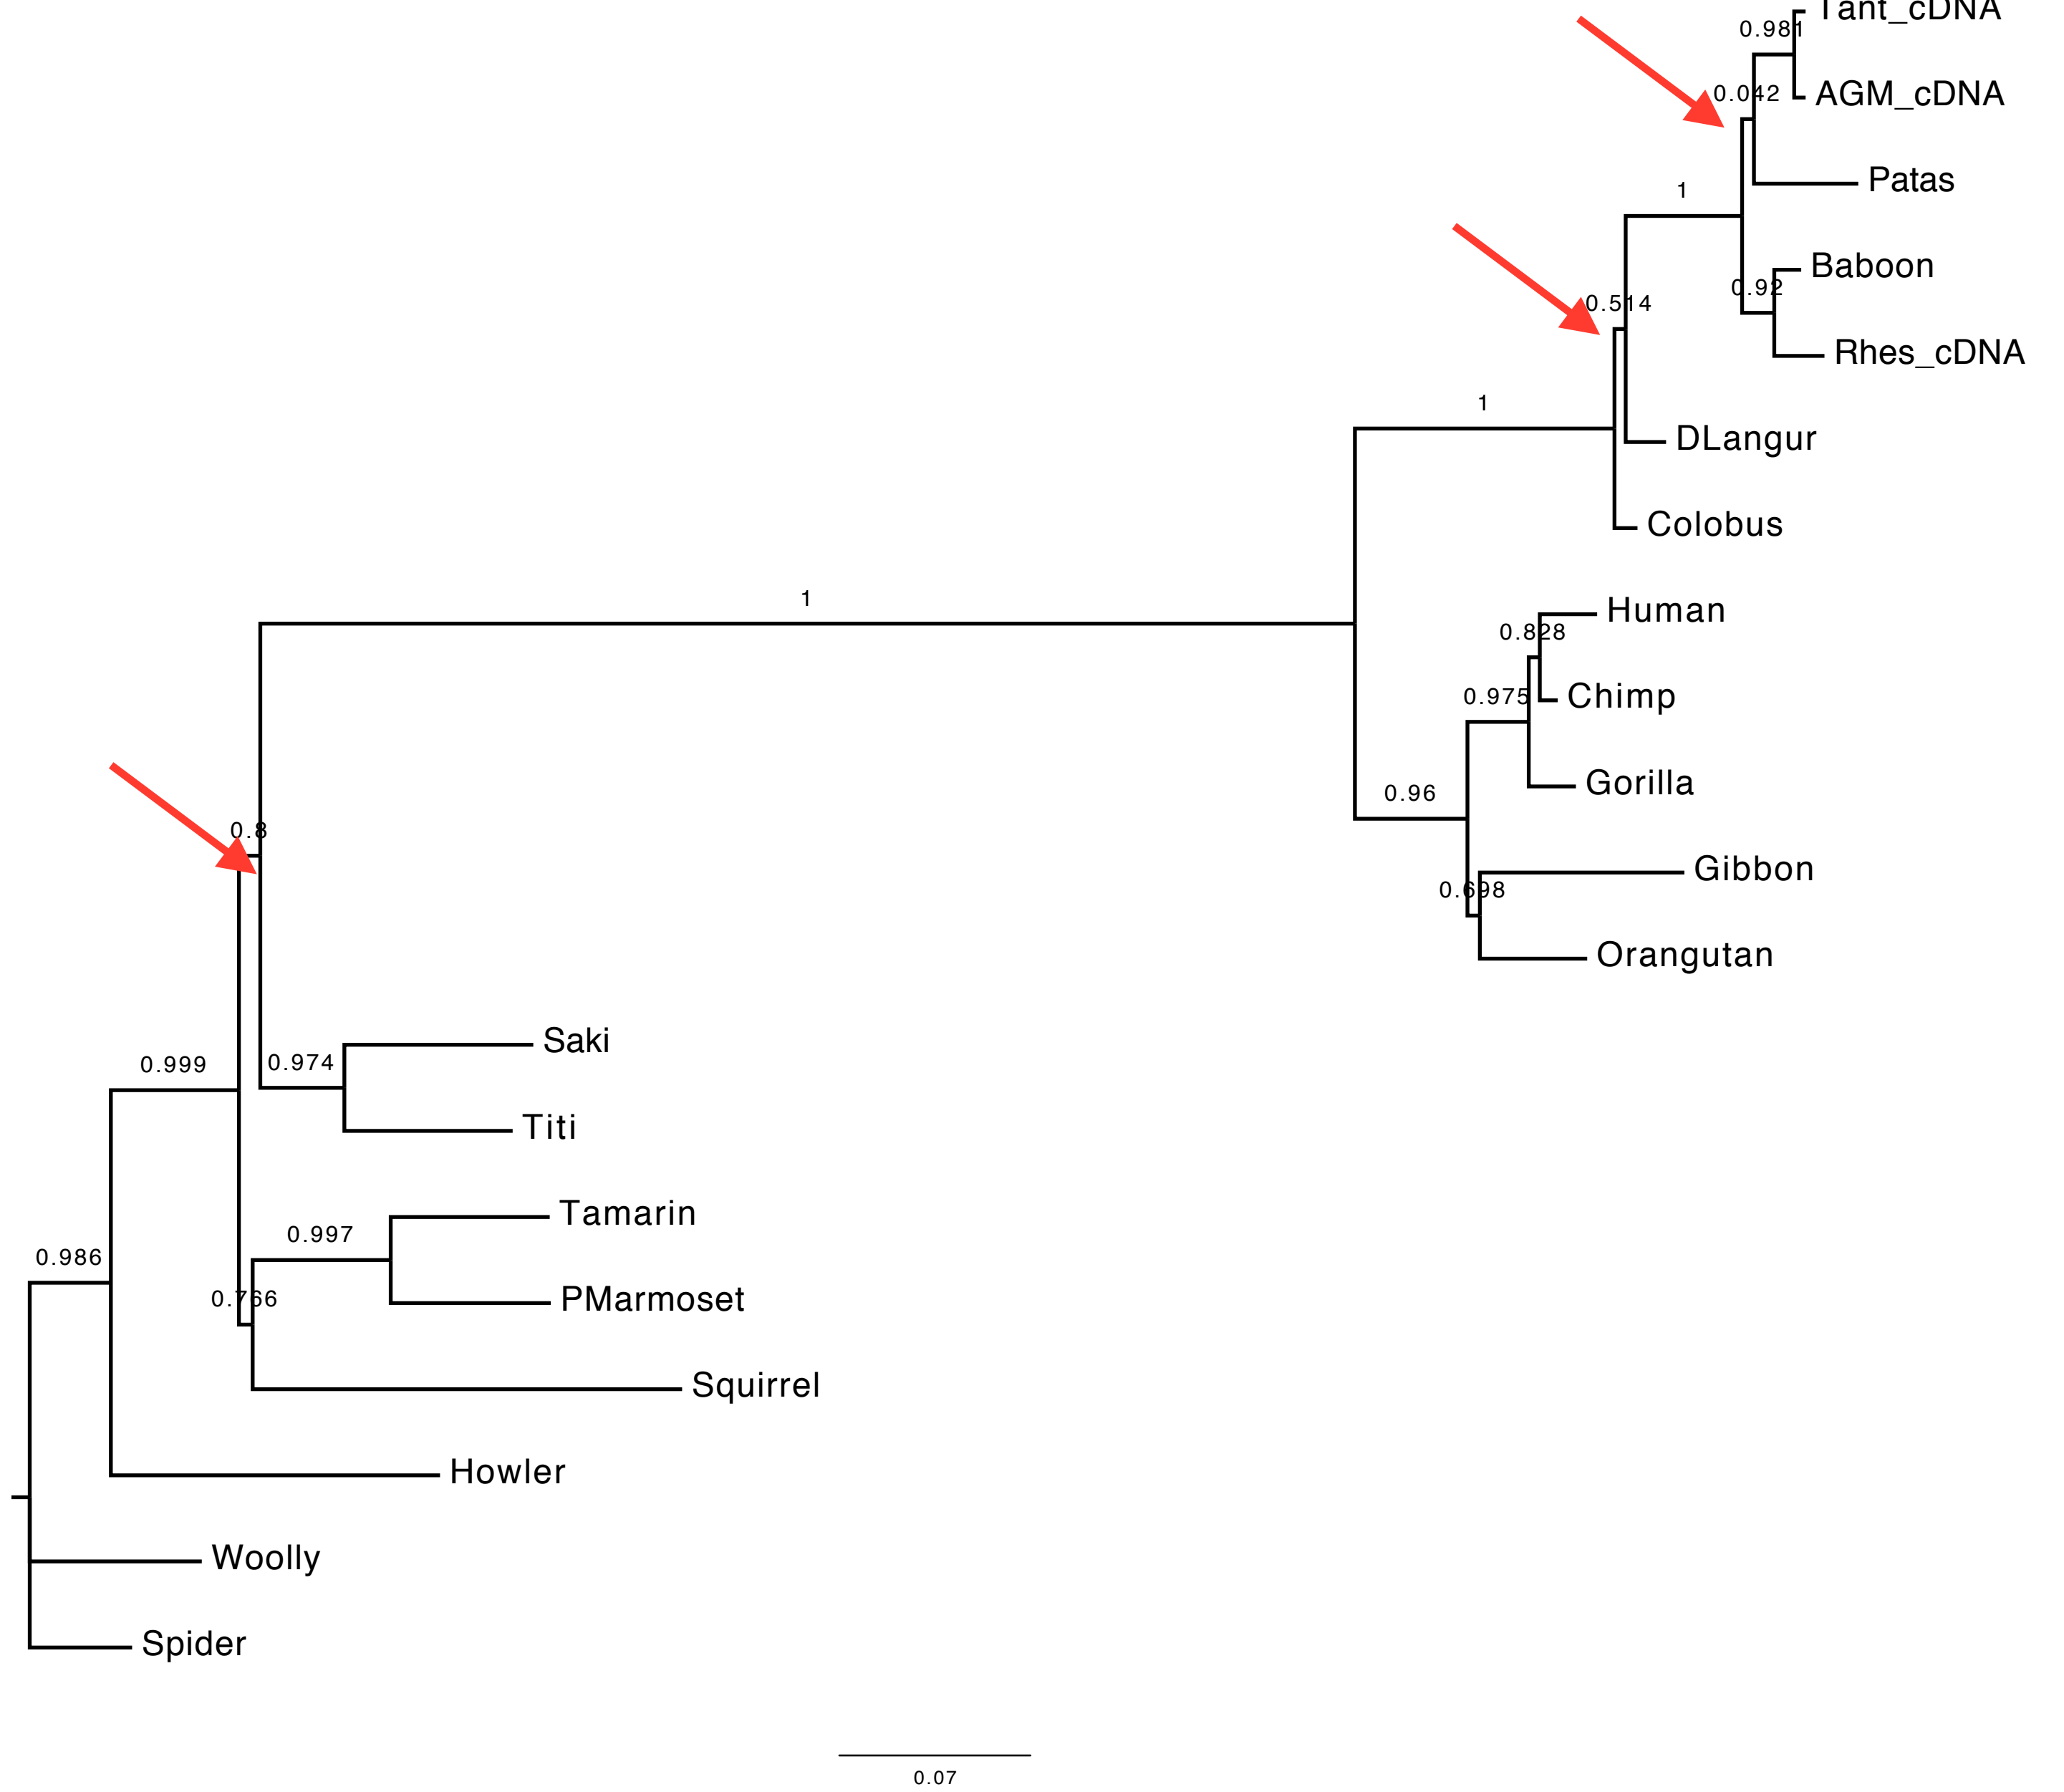 Tant_cDNA
0.981
0.042
AGM_cDNA
Patas
1
Baboon
0.92
0.514
Rhes_cDNA
1
DLangur
Colobus
1
Human
0.828
0.975
Chimp
Gorilla
0.96
0.8
Gibbon
0.698
Orangutan
Saki
0.999
0.974
Titi
Tamarin
0.997
0.986
0.766
PMarmoset
Squirrel
Howler
Woolly
Spider
0.07